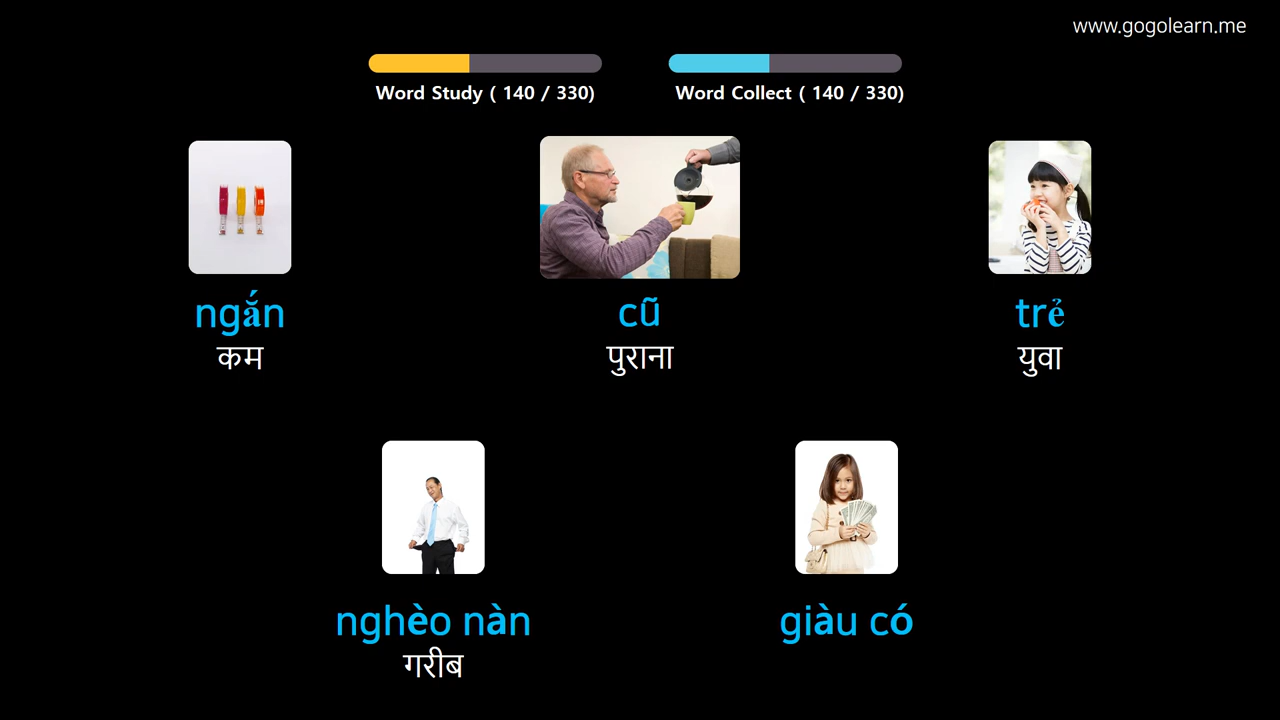 www.gogolearn.me
Word Study ( 140 / 330)
Word Collect ( 140 / 330)
ngắn
कम
cũ
पुराना
trẻ
युवा
nghèo nàn
गरीब
giàu có